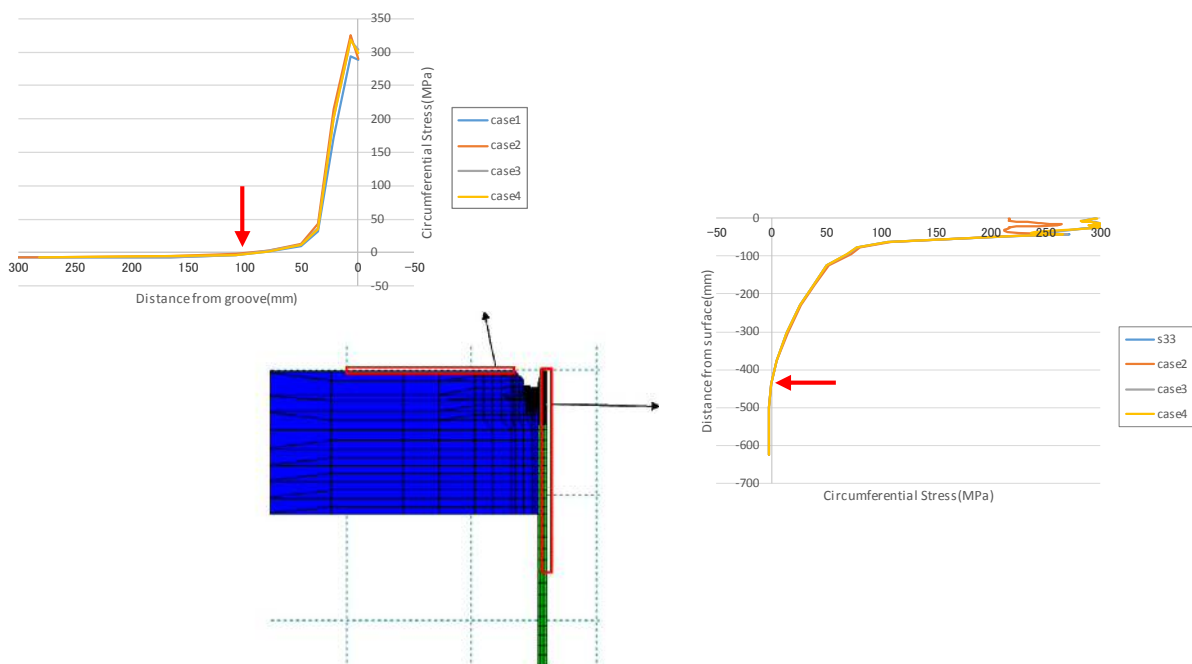 350
300
250
200
150
100
50
0
-50
300 250 200 150 100 50 0 −50
Distance from groove(mm)
Circumferential Stress(MPa)
case1
case2
case3
case4
0
−100
−200
−300
−400
−500
−600
−700
−50 0 50 100 150 200 250 300
Distance from surface(mm)
Circumferential Stress(MPa)
s33
case2
case3
case4